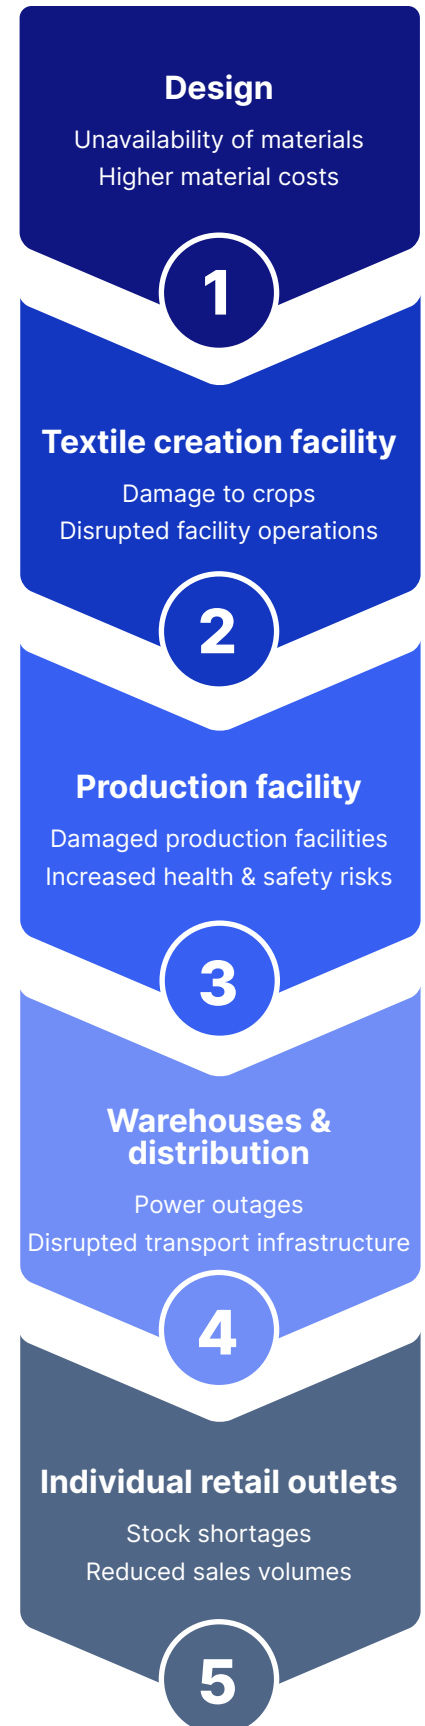 Design
Unavailability of materials
Higher material costs
1
Textile creation facility
Damage to crops
Disrupted facility operations
2
Production facility
Damaged production facilities
Increased health & safety risks
3
Warehouses &
distribution
Power outages
Disrupted transport infrastructure
4
Individual retail outlets
Stock shortages
Reduced sales volumes
5